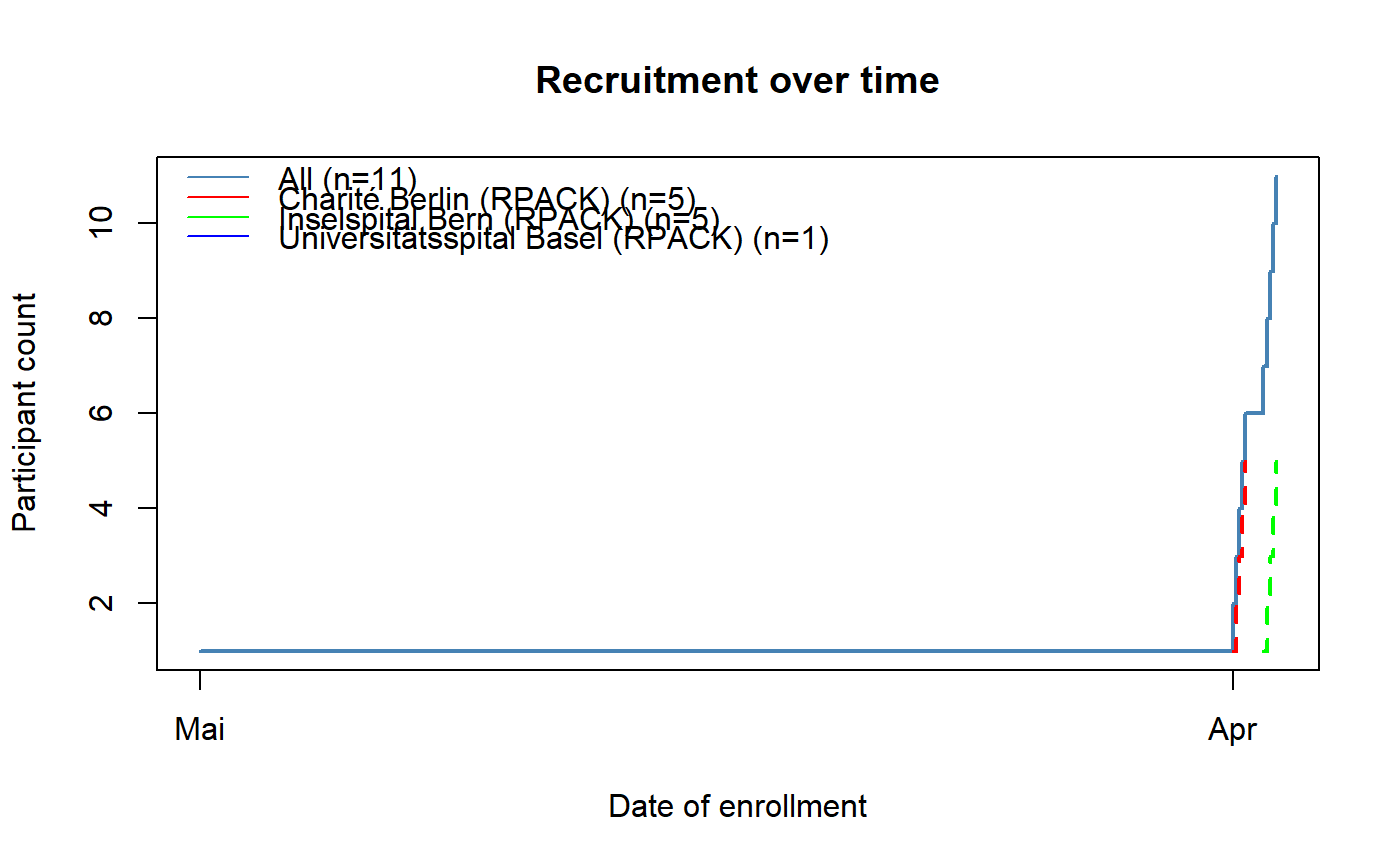 Recruitment over time
All (n=11)
Charité Berlin (RPACK) (n=5)
Inselspital Bern (RPACK) (n=5)
Universitätsspital Basel (RPACK) (n=1)
Participant count
10
8
6
4
2
Mai
Apr
Date of enrollment